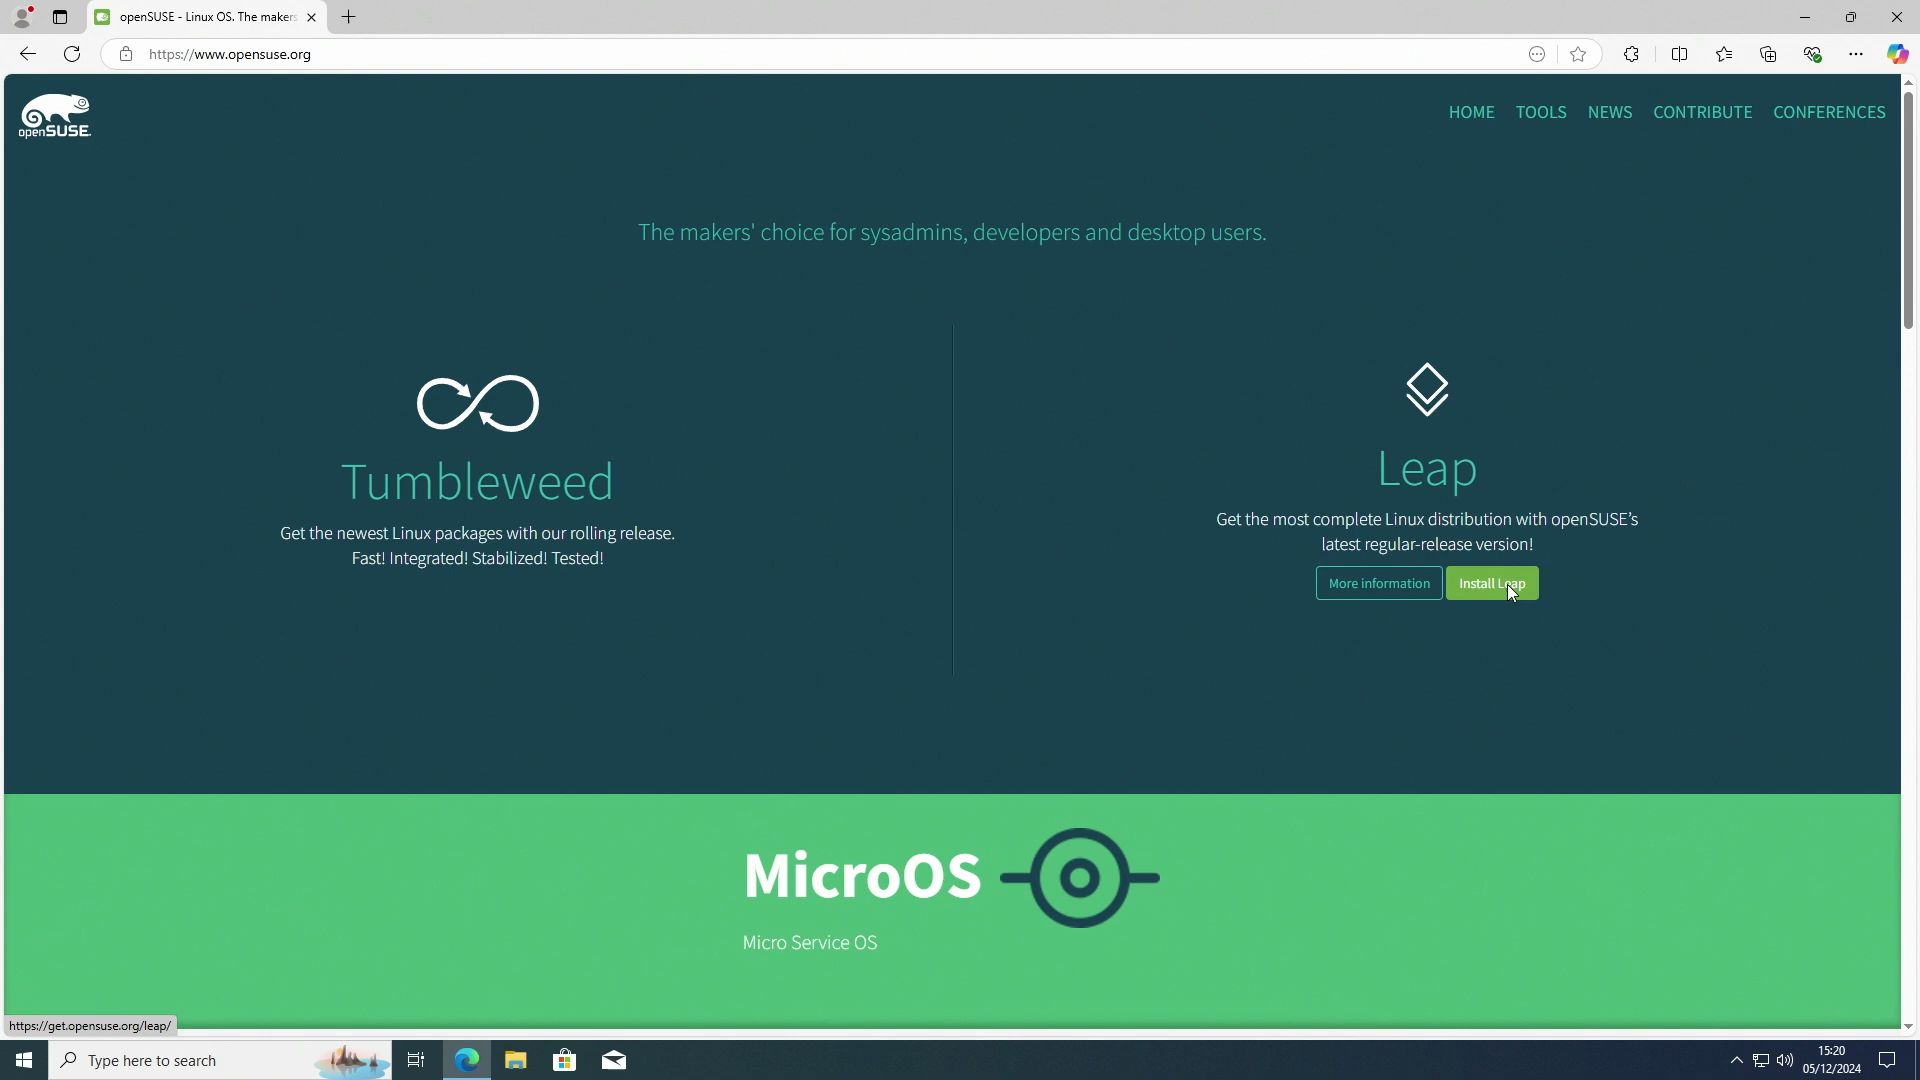 openSUSE - Linux OS. The makers
https://www.opensuse.org
openSUSE.
HOME TOOLS NEWS CONTRIBUTE CONFERENCES
The makers' choice for sysadmins, developers and desktop users.
Tumbleweed
Get the newest Linux packages with our rolling release.
Fast! Integrated! Stabilized! Tested!
Leap
Get the most complete Linux distribution with openSUSE’s
latest regular-release version!
More information Install Leap
MicroOS
Micro Service OS
https://get.opensuse.org/leap/
Type here to search
15:20
05/12/2024